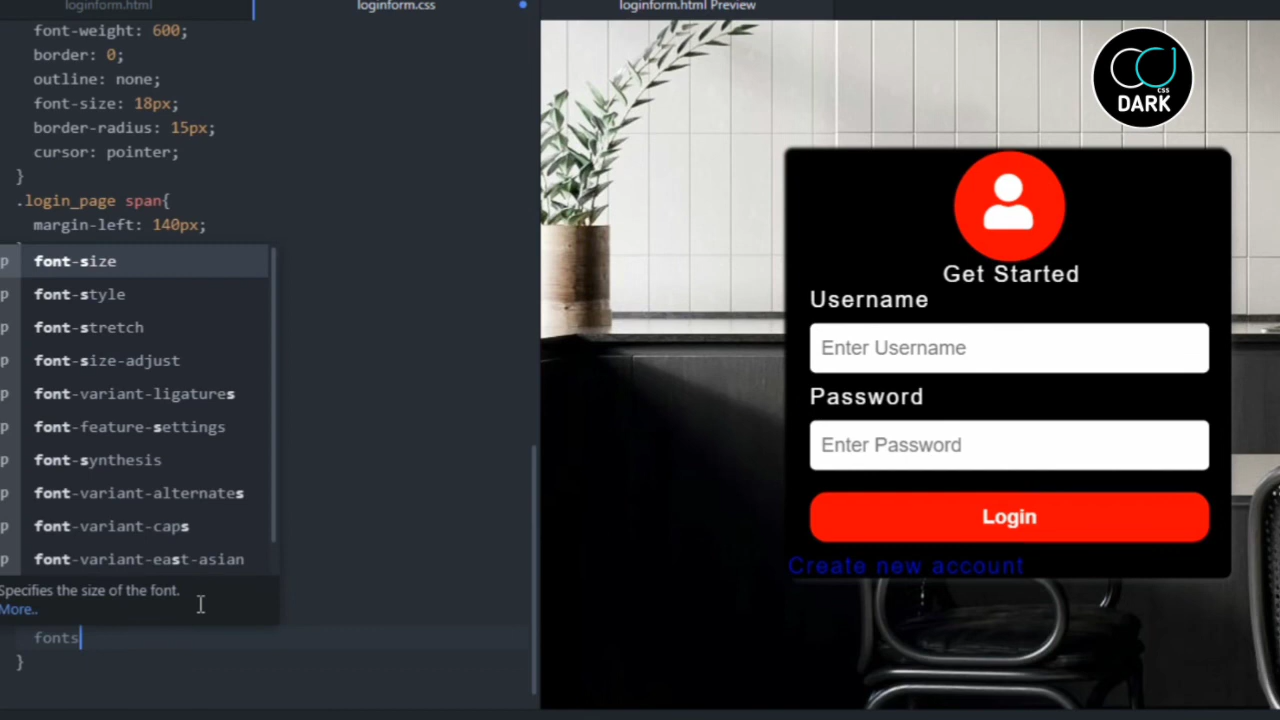 loginform.html
loginform.css
loginform.html Preview
font-weight: 600;
border: 0;
outline: none;
font-size: 18px;
border-radius: 15px;
cursor: pointer;
}
.login_page span{
margin-left: 140px;
p font-size
p font-style
p font-stretch
p font-size-adjust
p font-variant-ligatures
p font-feature-settings
p font-synthesis
p font-variant-alternates
p font-variant-caps
p font-variant-east-asian
Specifies the size of the font.
More..
fonts
}
css
DARK
Get Started
Username
Enter Username
Password
Enter Password
Login
Create new account